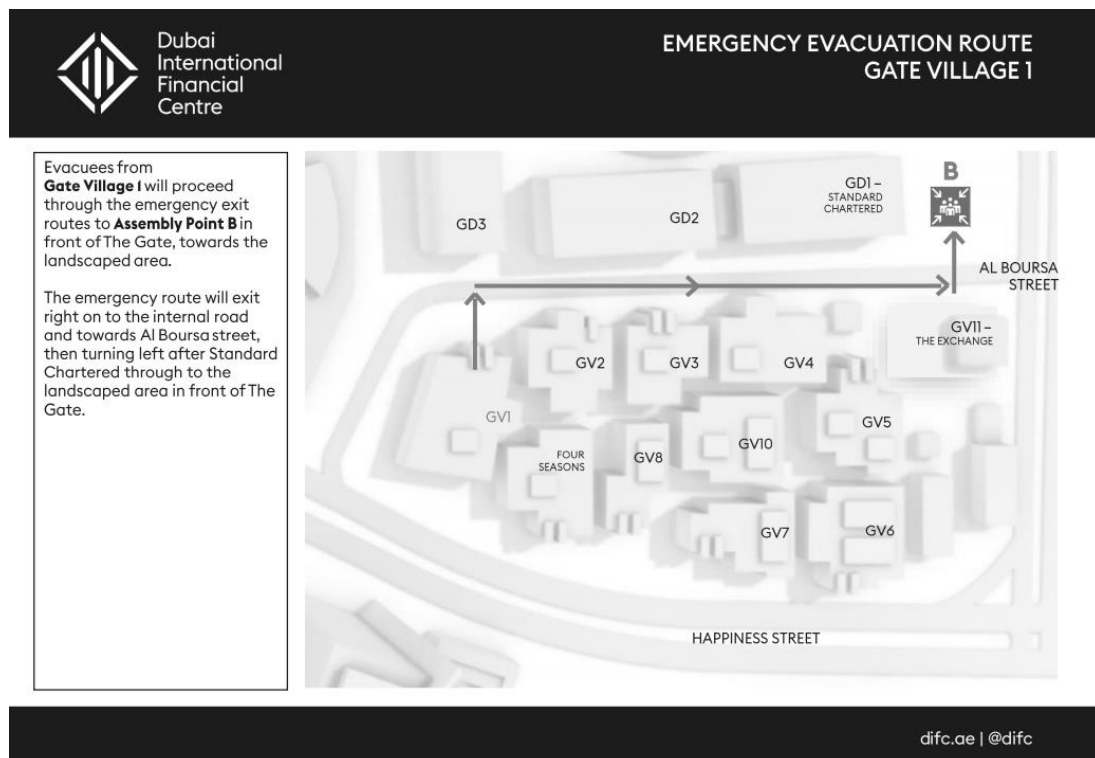 Dubai
International
Financial
Centre
EMERGENCY EVACUATION ROUTE
GATE VILLAGE 1
Evacuees from
Gate Village 1 will proceed
through the emergency exit
routes to Assembly Point B in
front of The Gate, towards the
landscaped area.
The emergency route will exit
right on to the internal road
and towards Al Boursa street,
then turning left after Standard
Chartered through to the
landscaped area in front of The
Gate.
B
GD1 –
STANDARD
CHARTERED
GD2
GD3
AL BOURSA
STREET
GV11 –
THE EXCHANGE
GV2
GV3
GV4
GV1
GV5
GV10
GV8
FOUR
SEASONS
GV7
GV6
HAPPINESS STREET
difc.ae | @difc